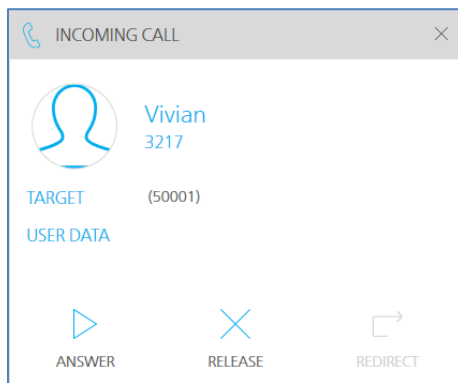 INCOMING CALL
Vivian
3217
TARGET (50001)
USER DATA
ANSWER RELEASE REDIRECT